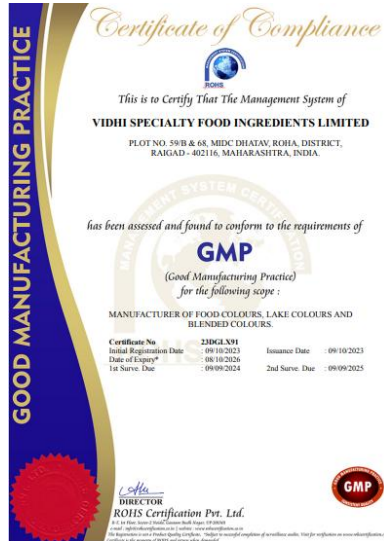 Certificate of Compliance
ROHS
This is to Certify That The Management System of
VIDHI SPECIALTY FOOD INGREDIENTS LIMITED
PLOT NO. 59/B & 68, MIDC DHATAV, ROHA, DISTRICT,
RAIGAD - 402116, MAHARASHTRA, INDIA.
has been assessed and found to conform to the requirements of
GMP
(Good Manufacturing Practice)
for the following scope :
MANUFACTURER OF FOOD COLOURS, LAKE COLOURS AND
BLENDED COLOURS.
Certificate No 23DGLX91
Initial Registration Date : 09/10/2023 Issuance Date : 09/10/2023
Date of Expiry* : 08/10/2026
1st Surve. Due : 09/09/2024 2nd Surve. Due : 09/09/2025
GOOD MANUFACTURING PRACTICE
DIRECTOR
ROHS Certification Pvt. Ltd.
GMP